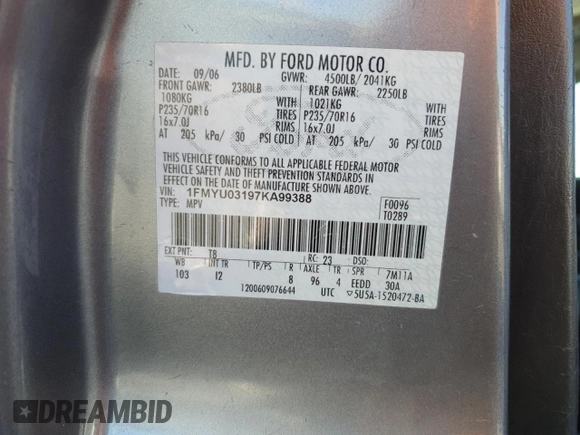 MFD. BY FORD MOTOR CO.
DATE: 09/06 GVWR: 4500LB/ 2041KG
FRONT GAWR: 2380LB REAR GAWR: 2250LB
1080KG WITH 1021KG WITH
P235/70R16 TIRES P235/70R16 TIRES
16x7.0J RIMS 16x7.0J RIMS
AT 205 kPa/ 30 PSI COLD AT 205 kPa/ 30 PSI COLD
THIS VEHICLE CONFORMS TO ALL APPLICABLE FEDERAL MOTOR
VEHICLE SAFETY AND THEFT PREVENTION STANDARDS IN
EFFECT ON THE DATE OF MANUFACTURE SHOWN ABOVE.
VIN: 1FMYU03197KA99388 F0096
TYPE: MPV T0289
EXT PNT: T8 RC: 23 DSO:
WB INT TR TP/PS R AXLE TR SPR 7M11A
103 I2 8 96 4 EEDD 30A
1200609076644 UTC ▽5U5A-1520472-BA
DREAMBID